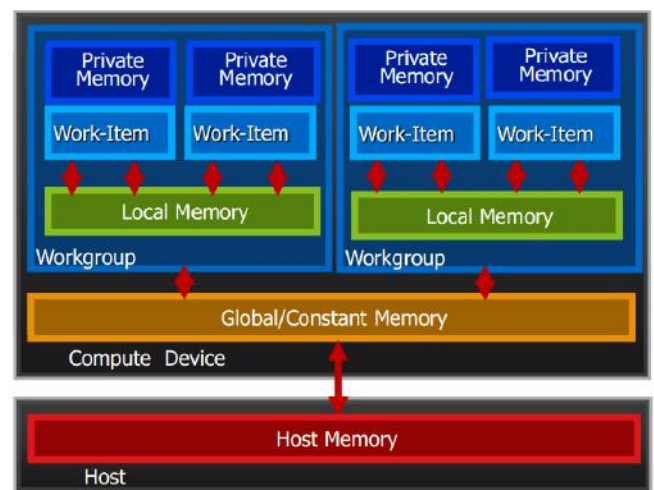 Private
Memory
Private
Memory
Private
Memory
Private
Memory
Work-Item
Work-Item
Work-Item
Work-Item
Local Memory
Local Memory
Workgroup
Workgroup
Global/Constant Memory
Compute Device
Host Memory
Host